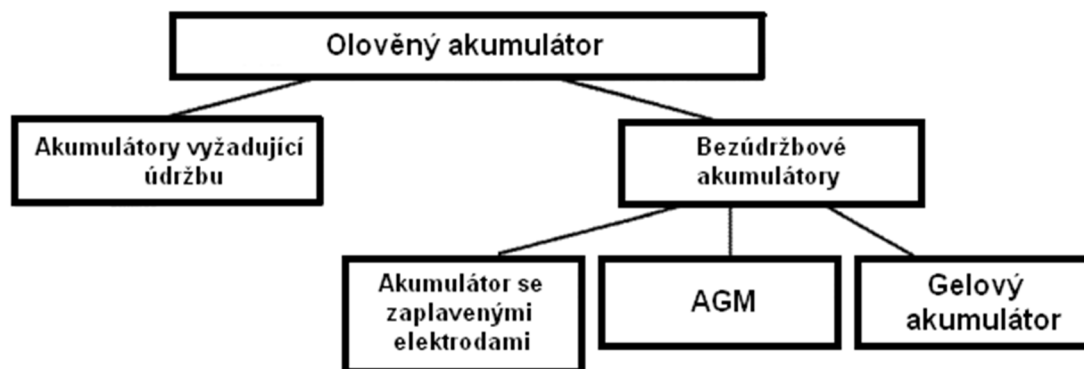 Olověný akumulátor
Akumulátory vyžadující
údržbu
Bezúdržbové
akumulátory
Akumulátor se
zaplavenými
elektrodami
AGM
Gelový
akumulátor